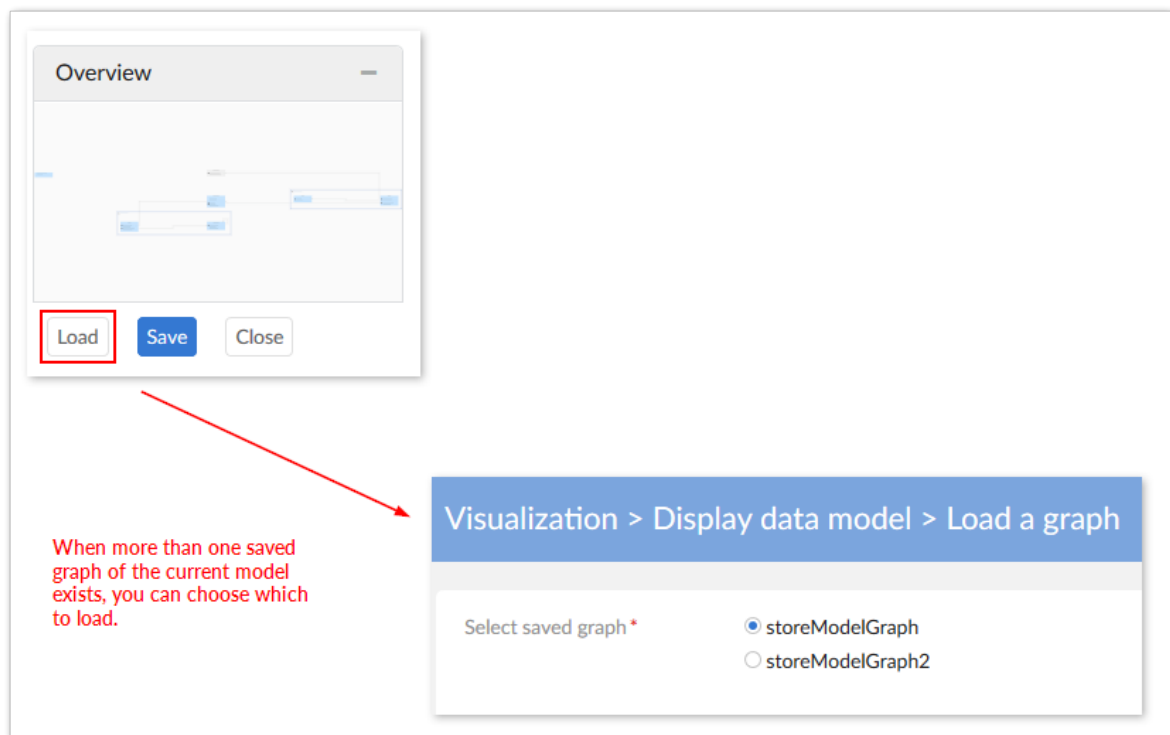 Overview
Load Save Close
When more than one saved
graph of the current model
exists, you can choose which
to load.
Visualization > Display data model > Load a graph
Select saved graph * storeModelGraph
storeModelGraph2